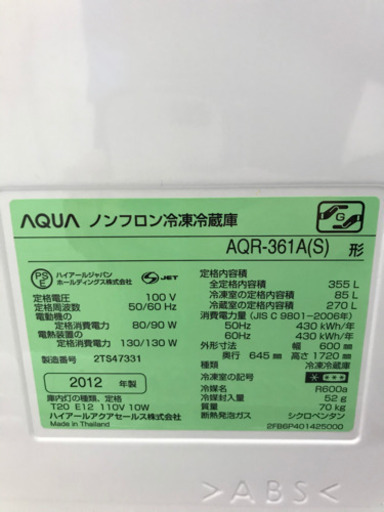 AQUA ノンフロン冷凍冷蔵庫
AQR-361A(S) 形
PS E ハイアールジャパン
ホールディングス株式会社 S JET
定格電圧 100 V
定格周波数 50/60 Hz
電動機の
定格消費電力 80/90 W
電熱装置の
定格消費電力 130/130 W
製造番号 2TS47331
2012 年製
庫内灯の種類、定格
T20 E12 110V 10W
ハイアールアクアセールス株式会社
Made in Thailand
定格内容積
全定格内容積 355 L
冷凍室の定格内容積 85 L
冷蔵室の定格内容積 270 L
消費電力量 (JIS C 9801-2006年)
50Hz 430 kWh/年
60Hz 430 kWh/年
外形寸法 幅 600 mm
奥行 645 mm 高さ 1720 mm
種類 冷凍冷蔵庫
冷凍室の記号
冷媒名 R600a
冷媒封入量 52 g
質量 70 kg
断熱発泡ガス シクロペンタン
2FB6P401425000
>ABS<